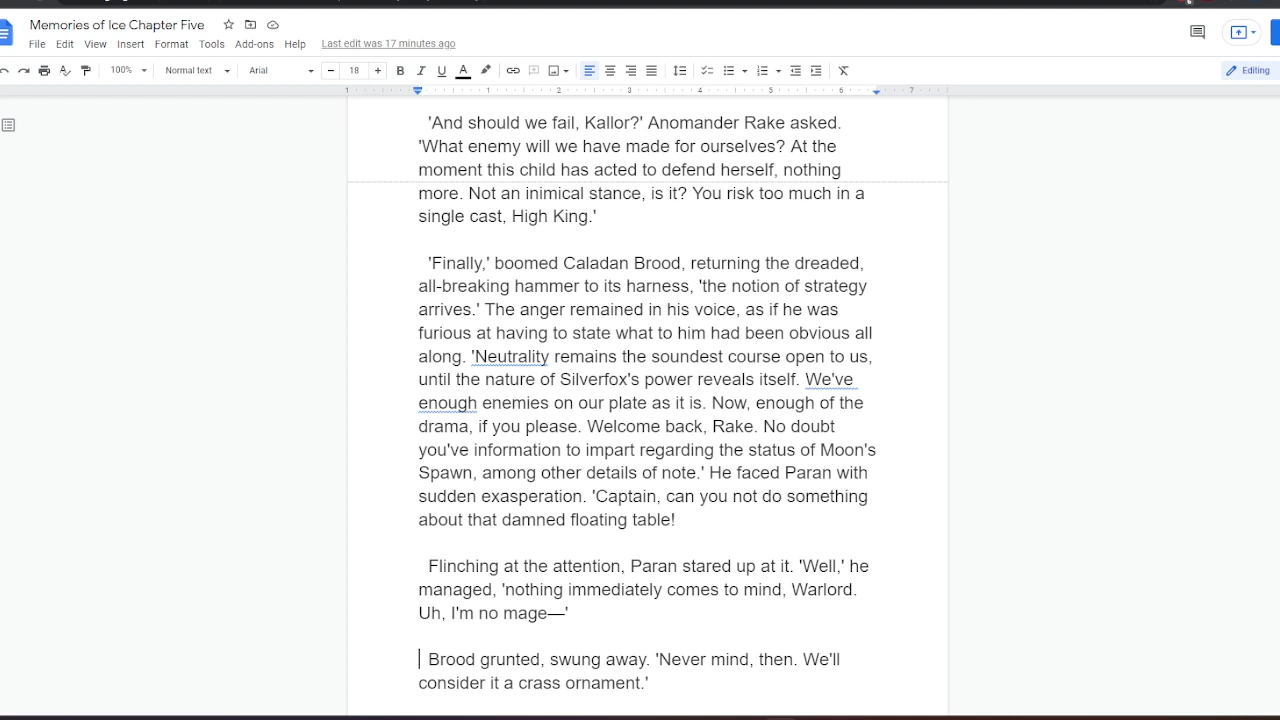 Memories of Ice Chapter Five
File Edit View Insert Format Tools Add-ons Help Last edit was 17 minutes ago
100% Normal text Arial 18 B I U A Editing
1 1 2 3 4 5 6 7
'And should we fail, Kallor?' Anomander Rake asked.
'What enemy will we have made for ourselves? At the
moment this child has acted to defend herself, nothing
more. Not an inimical stance, is it? You risk too much in a
single cast, High King.'
'Finally,' boomed Caladan Brood, returning the dreaded,
all-breaking hammer to its harness, 'the notion of strategy
arrives.' The anger remained in his voice, as if he was
furious at having to state what to him had been obvious all
along. 'Neutrality remains the soundest course open to us,
until the nature of Silverfox's power reveals itself. We've
enough enemies on our plate as it is. Now, enough of the
drama, if you please. Welcome back, Rake. No doubt
you've information to impart regarding the status of Moon's
Spawn, among other details of note.' He faced Paran with
sudden exasperation. 'Captain, can you not do something
about that damned floating table!
Flinching at the attention, Paran stared up at it. 'Well,' he
managed, 'nothing immediately comes to mind, Warlord.
Uh, I'm no mage—'
Brood grunted, swung away. 'Never mind, then. We'll
consider it a crass ornament.'